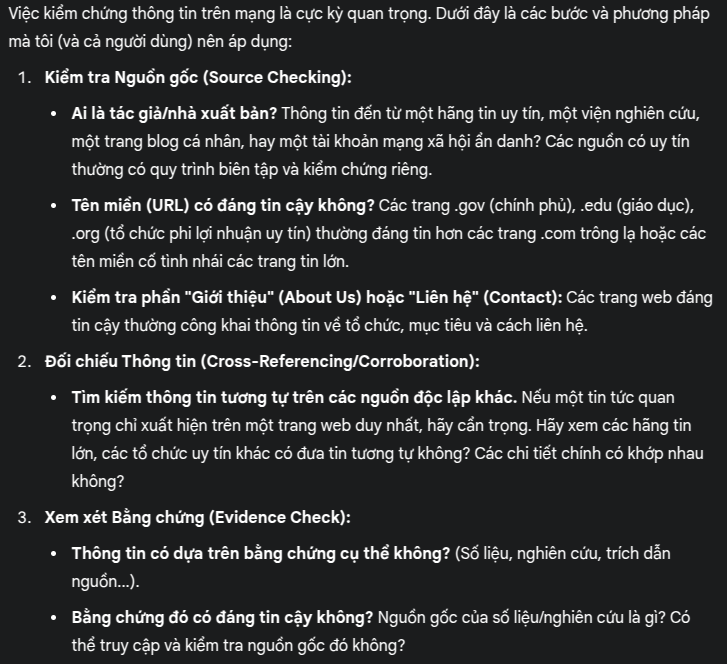 Việc kiểm chứng thông tin trên mạng là cực kỳ quan trọng. Dưới đây là các bước và phương pháp
mà tôi (và cả người dùng) nên áp dụng:
1. Kiểm tra Nguồn gốc (Source Checking):
• Ai là tác giả/nhà xuất bản? Thông tin đến từ một hãng tin uy tín, một viện nghiên cứu,
một trang blog cá nhân, hay một tài khoản mạng xã hội ẩn danh? Các nguồn có uy tín
thường có quy trình biên tập và kiểm chứng riêng.
• Tên miền (URL) có đáng tin cậy không? Các trang .gov (chính phủ), .edu (giáo dục),
.org (tổ chức phi lợi nhuận uy tín) thường đáng tin hơn các trang .com trông lạ hoặc các
tên miền cố tình nhái các trang tin lớn.
• Kiểm tra phần "Giới thiệu" (About Us) hoặc "Liên hệ" (Contact): Các trang web đáng
tin cậy thường công khai thông tin về tổ chức, mục tiêu và cách liên hệ.
2. Đối chiếu Thông tin (Cross-Referencing/Corroboration):
• Tìm kiếm thông tin tương tự trên các nguồn độc lập khác. Nếu một tin tức quan
trọng chỉ xuất hiện trên một trang web duy nhất, hãy cẩn trọng. Hãy xem các hãng tin
lớn, các tổ chức uy tín khác có đưa tin tương tự không? Các chi tiết chính có khớp nhau
không?
3. Xem xét Bằng chứng (Evidence Check):
• Thông tin có dựa trên bằng chứng cụ thể không? (Số liệu, nghiên cứu, trích dẫn
nguồn...).
• Bằng chứng đó có đáng tin cậy không? Nguồn gốc của số liệu/nghiên cứu là gì? Có
thể truy cập và kiểm tra nguồn gốc đó không?